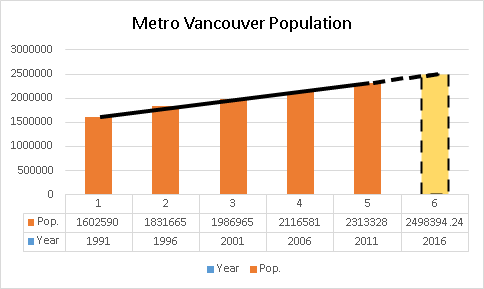 Metro Vancouver Population
3000000
2500000
2000000
1500000
1000000
500000
0
1 2 3 4 5 6
Pop. 1602590 1831665 1986965 2116581 2313328 2498394.24
Year 1991 1996 2001 2006 2011 2016
Year Pop.